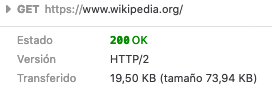 GET https://www.wikipedia.org/
Estado 200 OK
Versión HTTP/2
Transferido 19,50 KB (tamaño 73,94 KB)